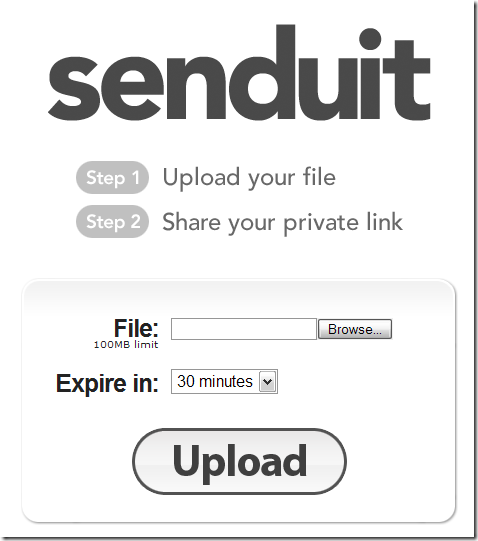 senduit
Step 1 Upload your file
Step 2 Share your private link
File: Browse...
100MB limit
Expire in: 30 minutes
Upload